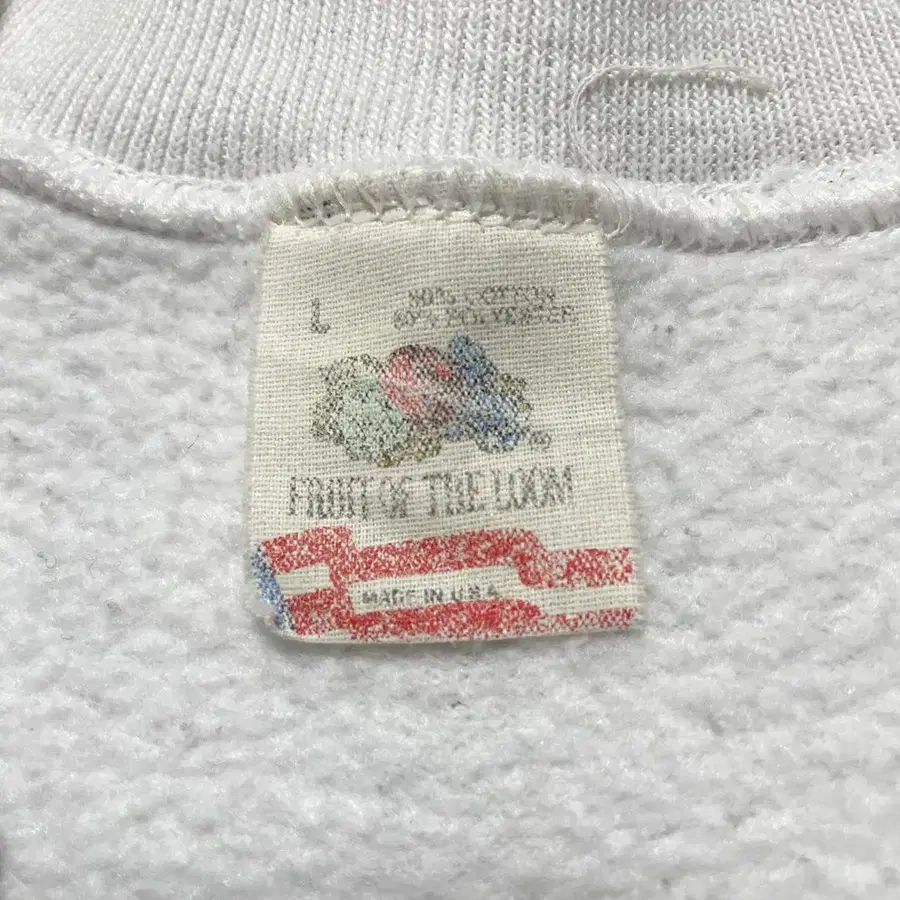 L
50% COTTON
50% POLYESTER
FRUIT OF THE LOOM
MADE IN U.S.A.